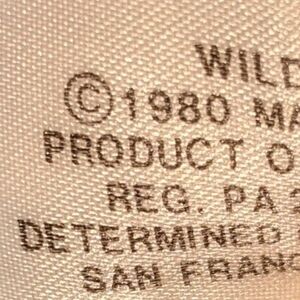 WILD
©1980 MA
PRODUCT O
REG. PA
DETERMINED
SAN FRANC